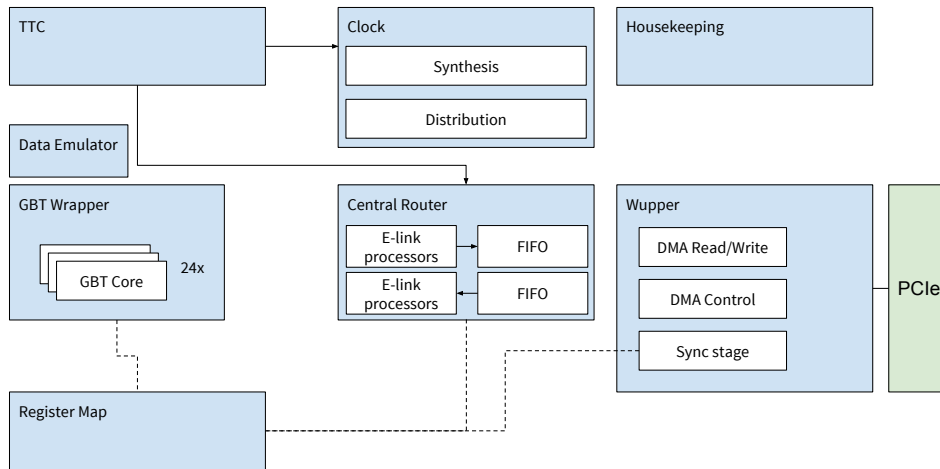 TTC
Clock
Synthesis
Distribution
Housekeeping
Data Emulator
GBT Wrapper
GBT Core
24x
Central Router
E-link
processors
FIFO
E-link
processors
FIFO
Wupper
DMA Read/Write
DMA Control
Sync stage
PCIe
Register Map